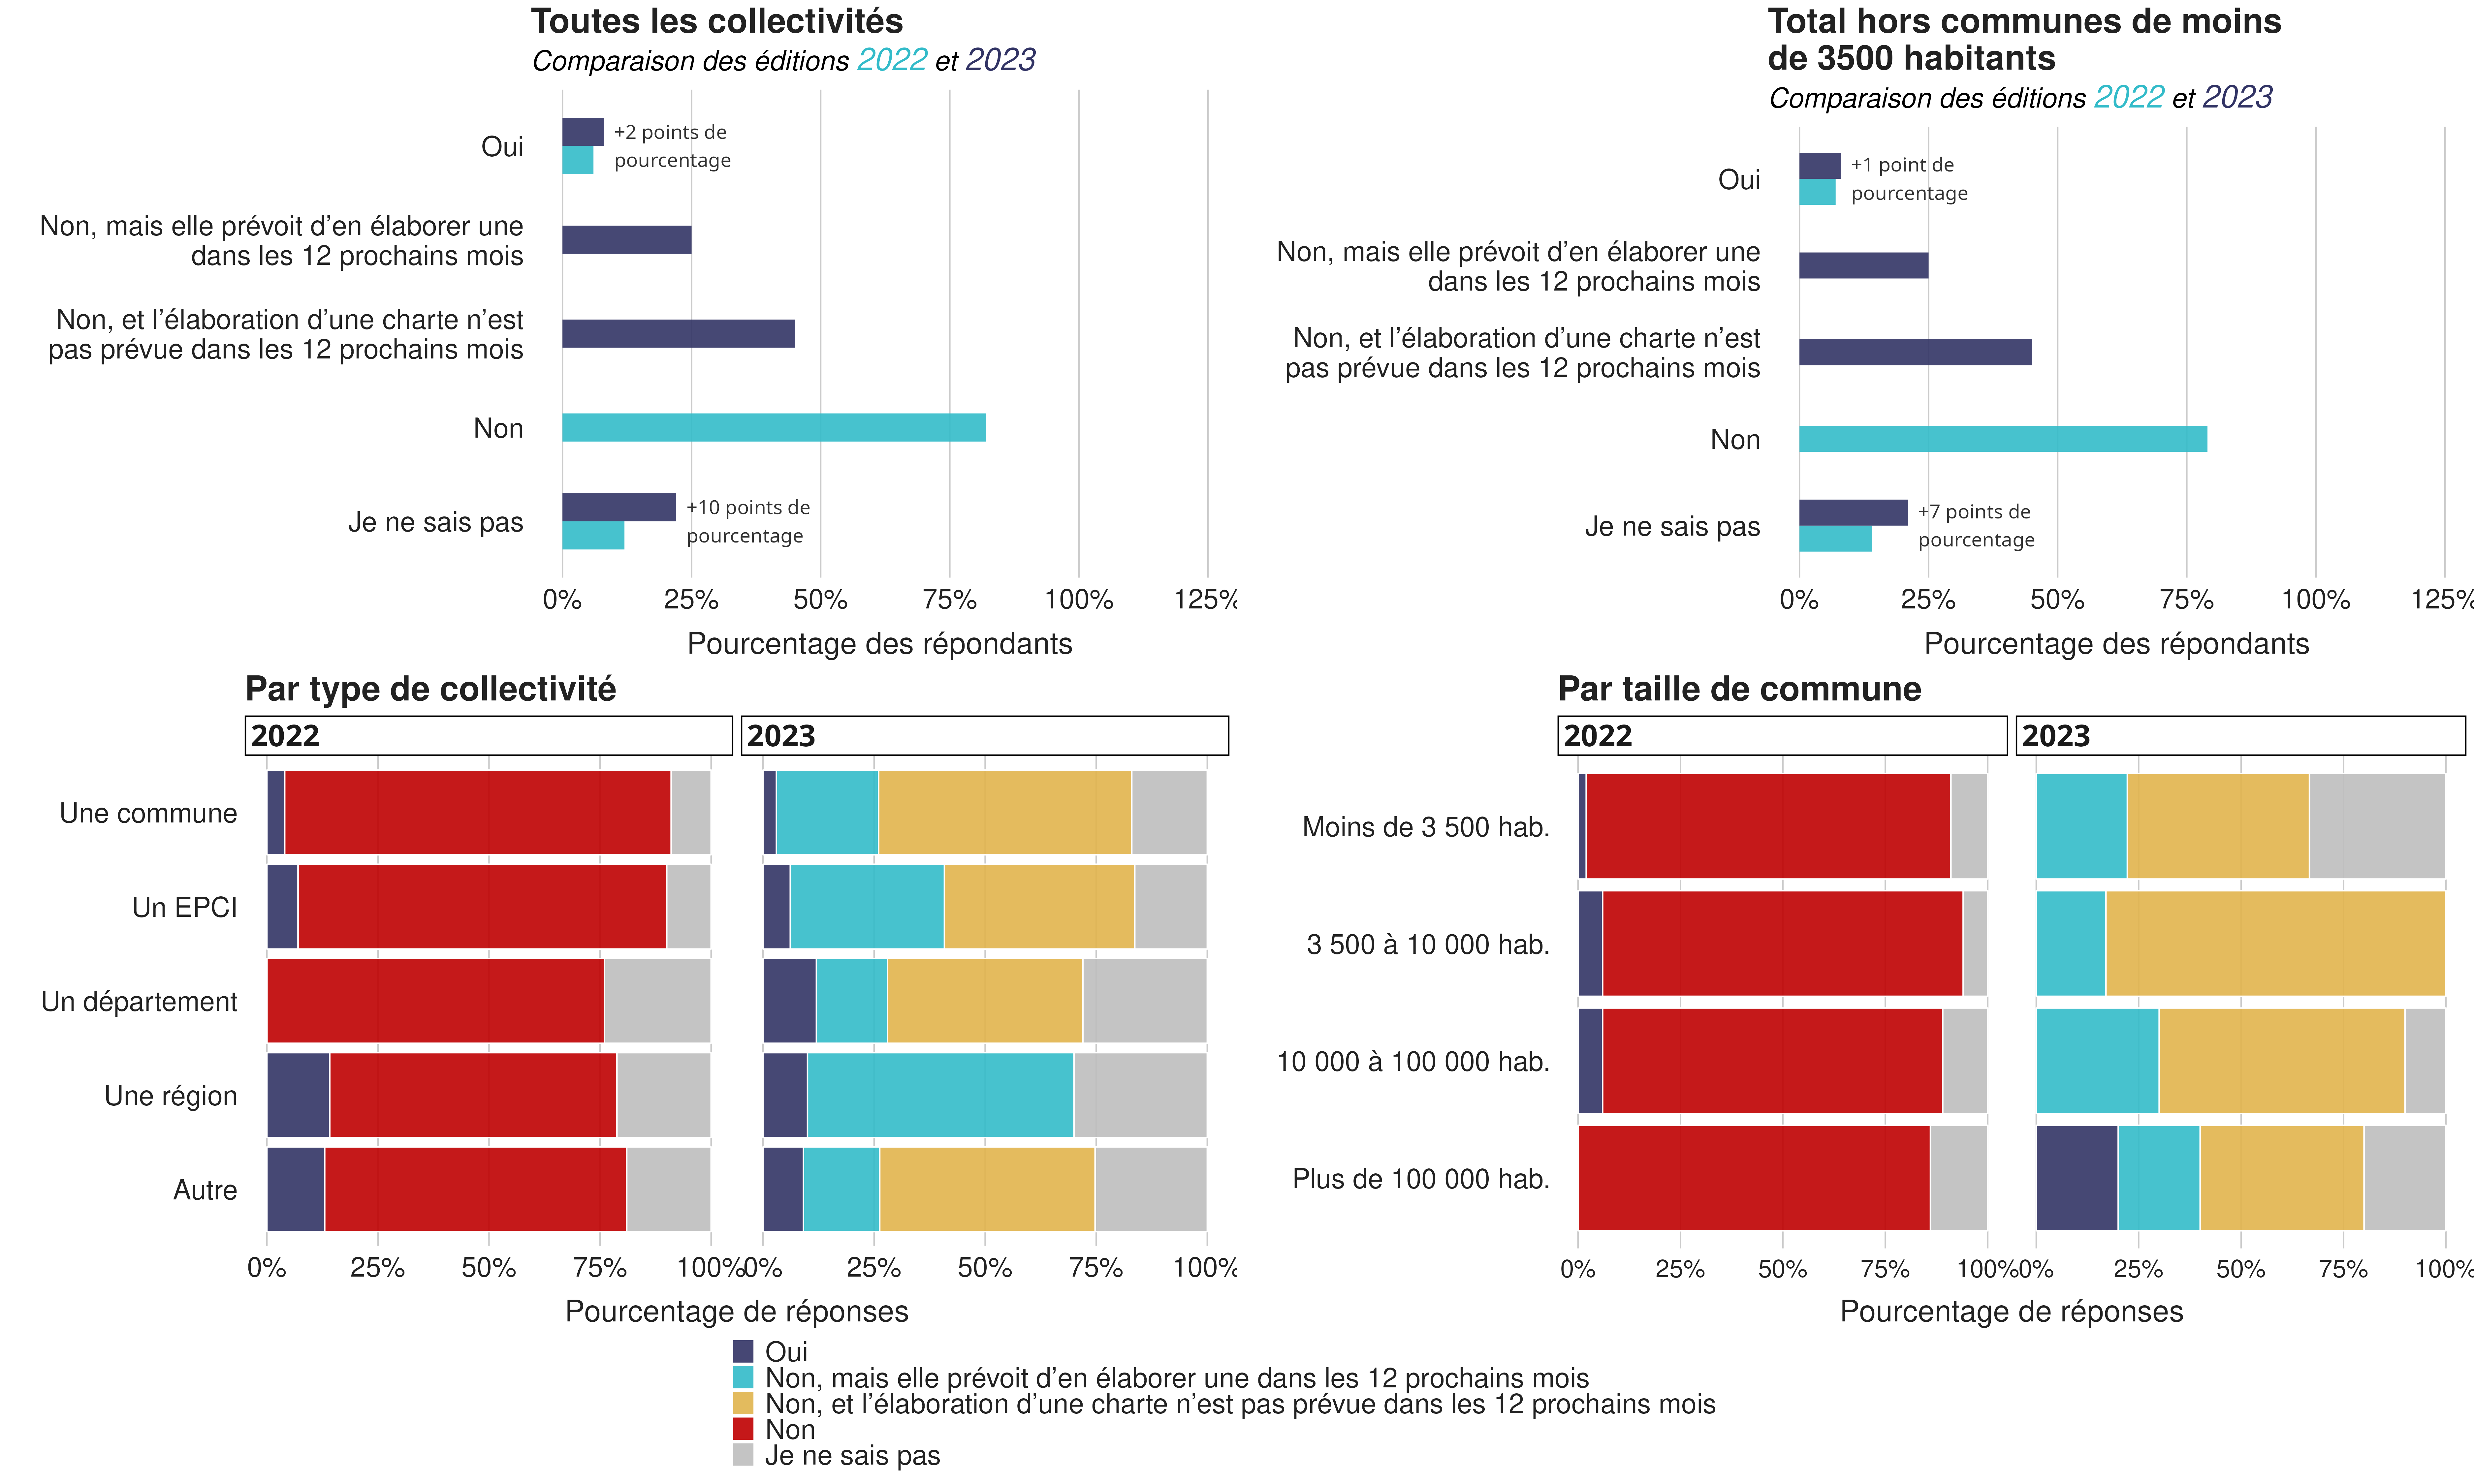 Toutes les collectivités
Comparaison des éditions 2022 et 2023
Oui
+2 points de
pourcentage
Non, mais elle prévoit d’en élaborer une
dans les 12 prochains mois
Non, et l’élaboration d’une charte n’est
pas prévue dans les 12 prochains mois
Non
Je ne sais pas
+10 points de
pourcentage
0% 25% 50% 75% 100% 125%
Pourcentage des répondants
Total hors communes de moins
de 3500 habitants
Comparaison des éditions 2022 et 2023
Oui
+1 point de
pourcentage
Non, mais elle prévoit d’en élaborer une
dans les 12 prochains mois
Non, et l’élaboration d’une charte n’est
pas prévue dans les 12 prochains mois
Non
Je ne sais pas
+7 points de
pourcentage
0% 25% 50% 75% 100% 125%
Pourcentage des répondants
Par type de collectivité
2022 2023
Une commune
Un EPCI
Un département
Une région
Autre
0% 25% 50% 75% 100% 0% 25% 50% 75% 100%
Pourcentage de réponses
Par taille de commune
2022 2023
Moins de 3 500 hab.
3 500 à 10 000 hab.
10 000 à 100 000 hab.
Plus de 100 000 hab.
0% 25% 50% 75% 100% 0% 25% 50% 75% 100%
Pourcentage de réponses
Oui
Non, mais elle prévoit d’en élaborer une dans les 12 prochains mois
Non, et l’élaboration d’une charte n’est pas prévue dans les 12 prochains mois
Non
Je ne sais pas